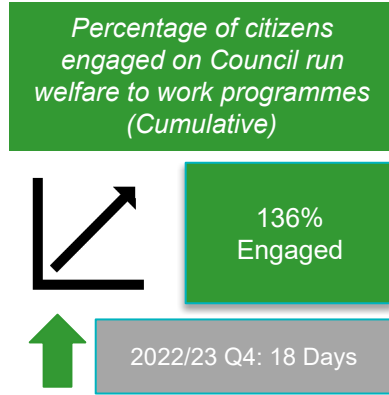 Percentage of citizens
engaged on Council run
welfare to work programmes
(Cumulative)
136%
Engaged
2022/23 Q4: 18 Days